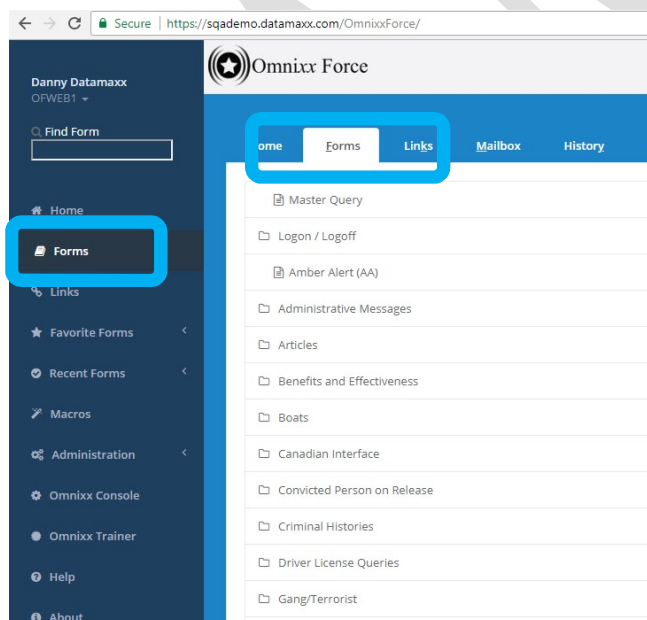 Secure | https://sqademo.datamaxx.com/OmnixxForce/
Danny Datamaxx
OFWEB1
Find Form
Home
Forms
Links
Favorite Forms
Recent Forms
Macros
Administration
Omnixx Console
Omnixx Trainer
Help
About
Omnixx Force
ome Forms Links Mailbox History
Master Query
Logon / Logoff
Amber Alert (AA)
Administrative Messages
Articles
Benefits and Effectiveness
Boats
Canadian Interface
Convicted Person on Release
Criminal Histories
Driver License Queries
Gang/Terrorist